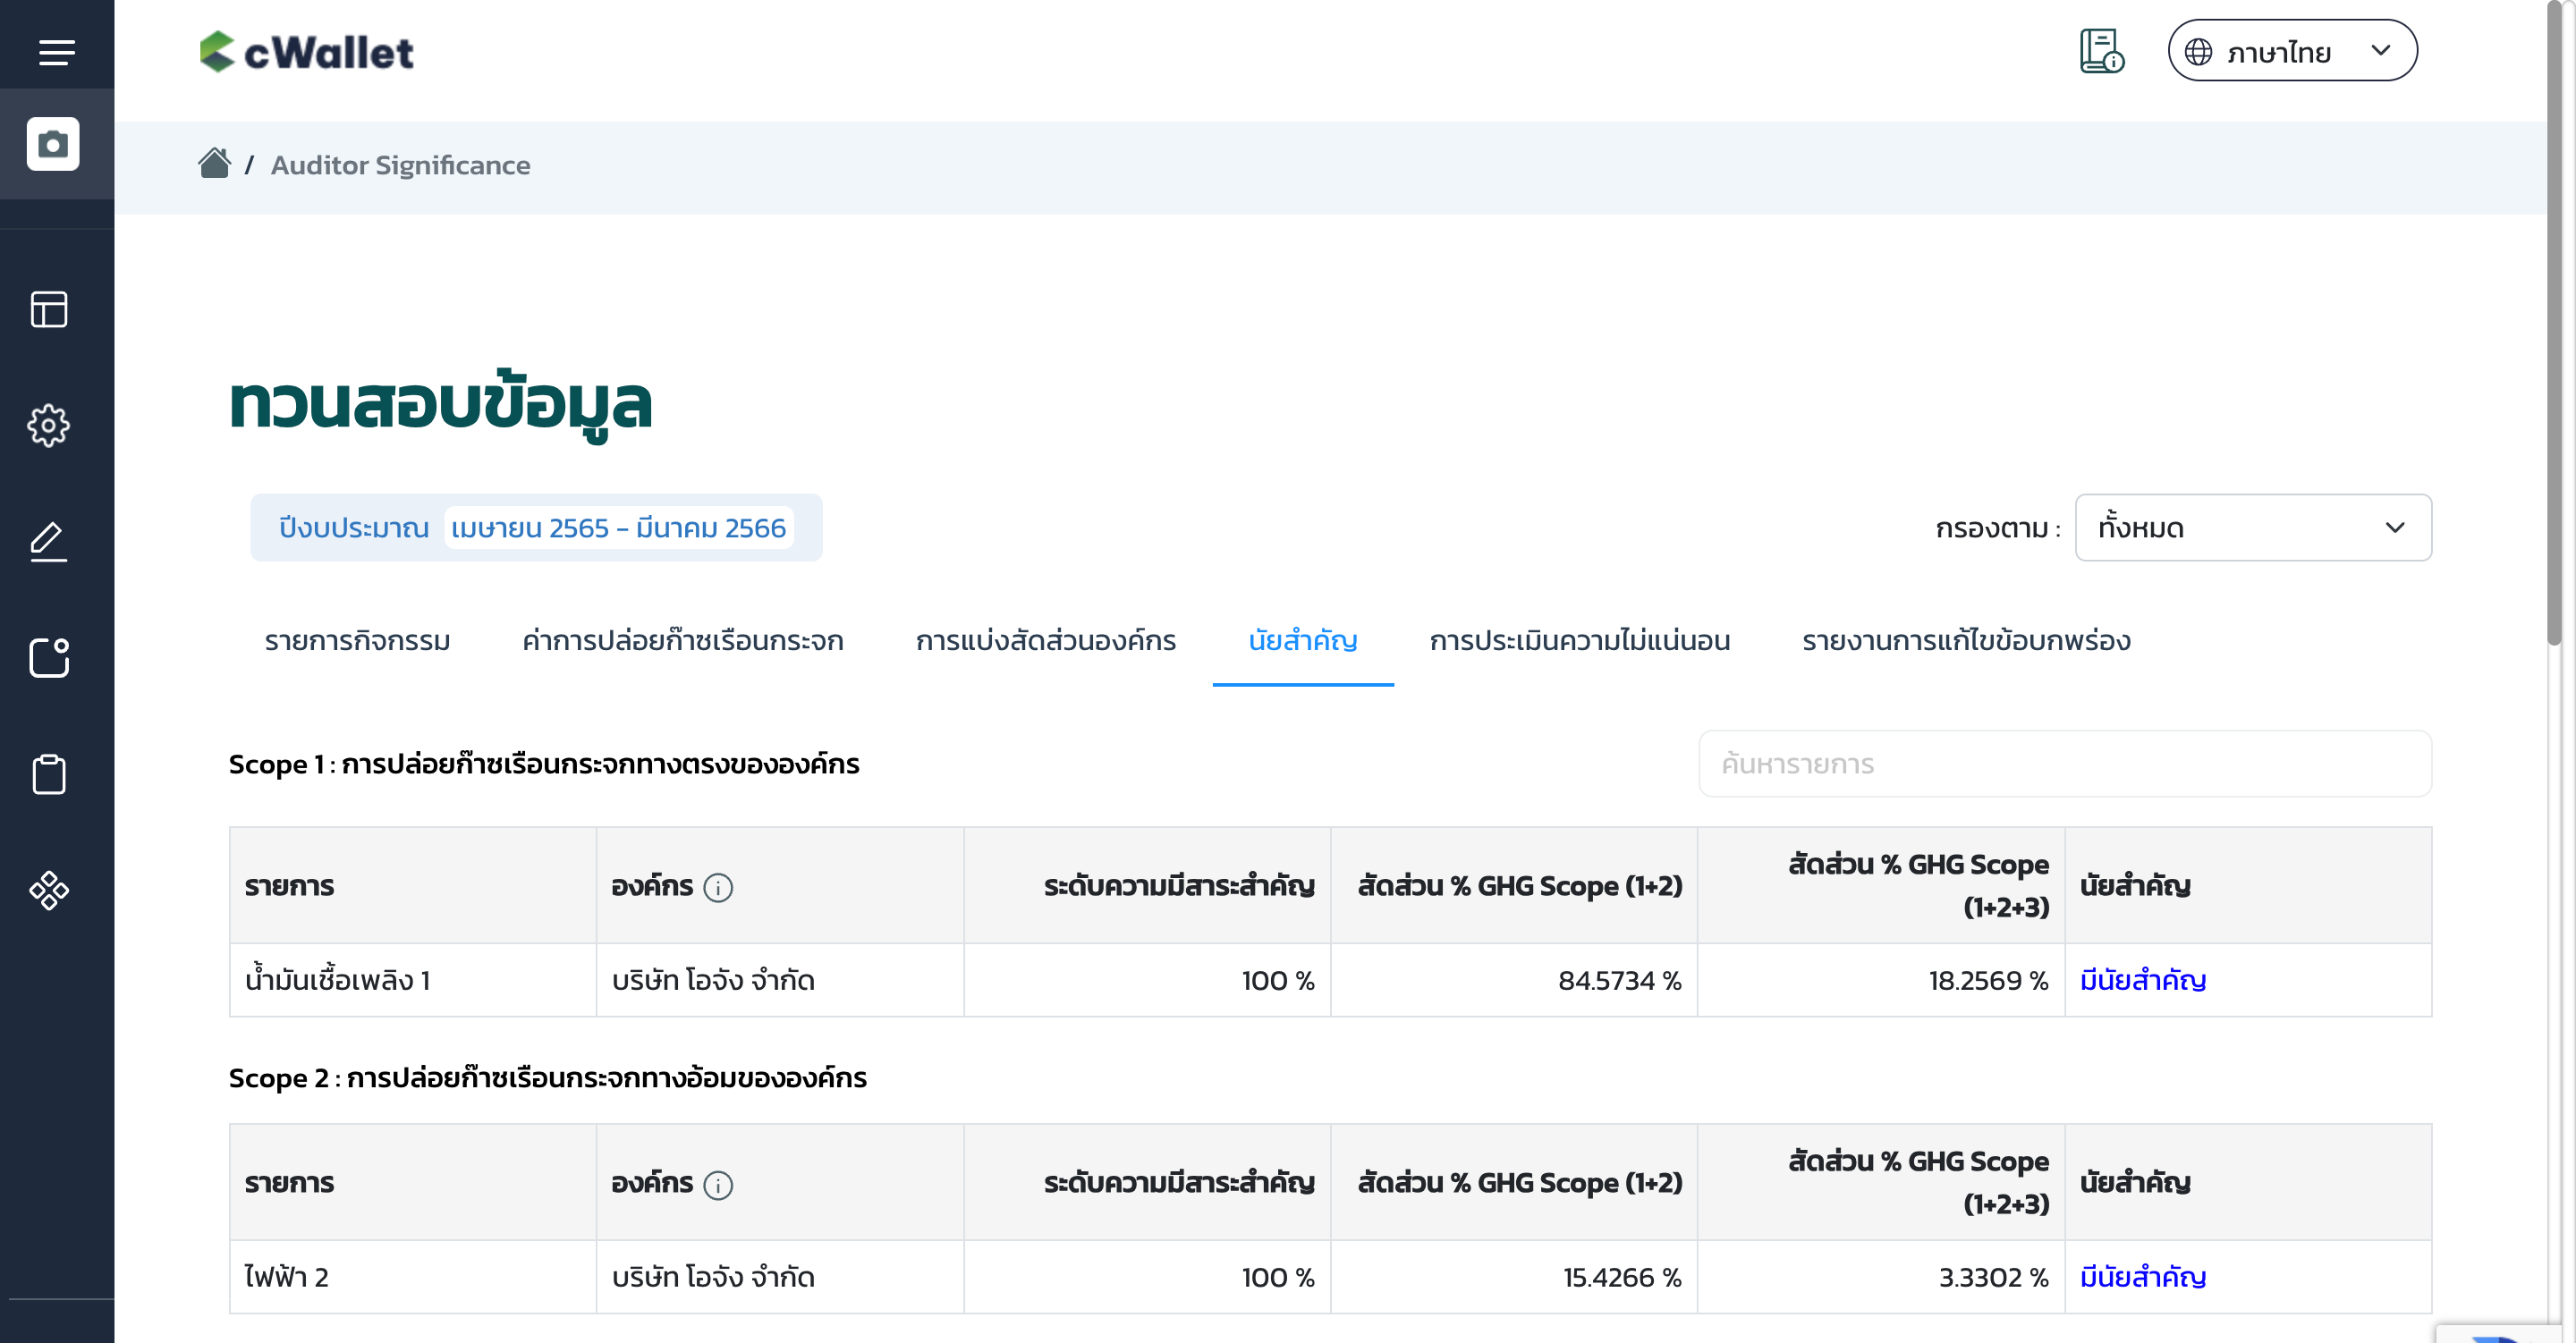 cWallet
ภาษาไทย
/ Auditor Significance
ทวนสอบข้อมูล
ปีงบประมาณ เมษายน 2565 - มีนาคม 2566
กรองตาม : ทั้งหมด
รายการกิจกรรม ค่าการปล่อยก๊าซเรือนกระจก การแบ่งสัดส่วนองค์กร นัยสำคัญ การประเมินความไม่แน่นอน รายงานการแก้ไขข้อบกพร่อง
Scope 1 : การปล่อยก๊าซเรือนกระจกทางตรงขององค์กร
ค้นหารายการ
รายการ องค์กร ระดับความมีสาระสำคัญ สัดส่วน % GHG Scope (1+2) สัดส่วน % GHG Scope (1+2+3) นัยสำคัญ
น้ำมันเชื้อเพลิง 1 บริษัท โอจัง จำกัด 100 % 84.5734 % 18.2569 % มีนัยสำคัญ
Scope 2 : การปล่อยก๊าซเรือนกระจกทางอ้อมขององค์กร
รายการ องค์กร ระดับความมีสาระสำคัญ สัดส่วน % GHG Scope (1+2) สัดส่วน % GHG Scope (1+2+3) นัยสำคัญ
ไฟฟ้า 2 บริษัท โอจัง จำกัด 100 % 15.4266 % 3.3302 % มีนัยสำคัญ